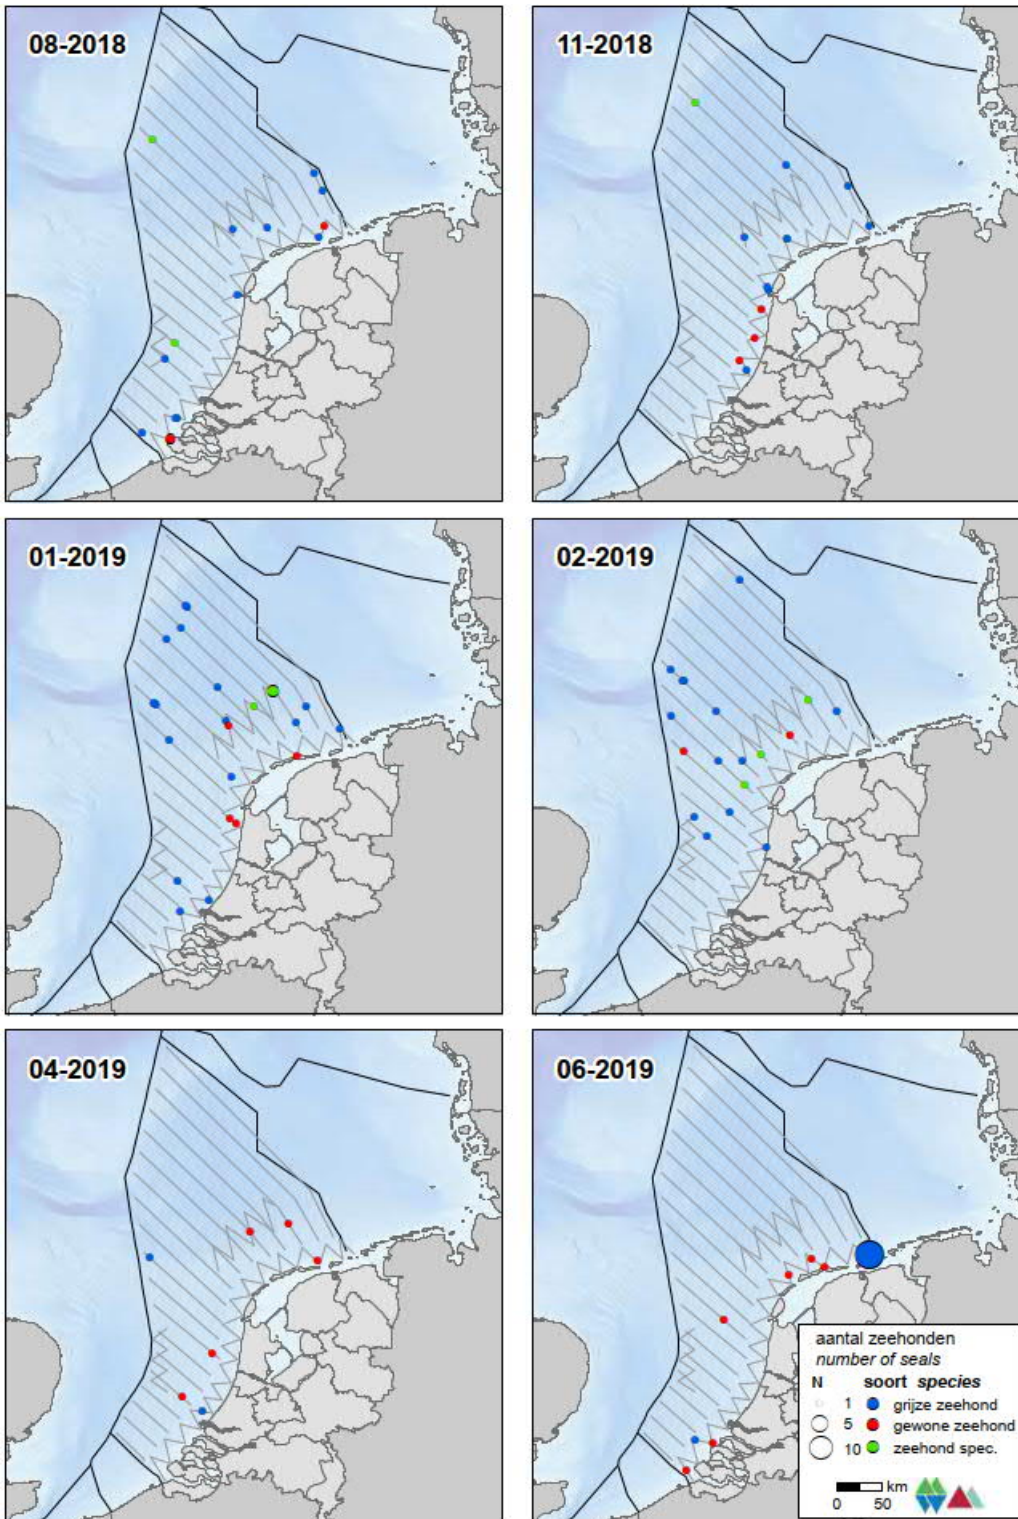 08-2018
11-2018
01-2019
02-2019
04-2019
06-2019
aantal zeehonden
number of seals
N soort species
1 grijze zeehond
5 gewone zeehond
10 zeehond spec.
km
0 50